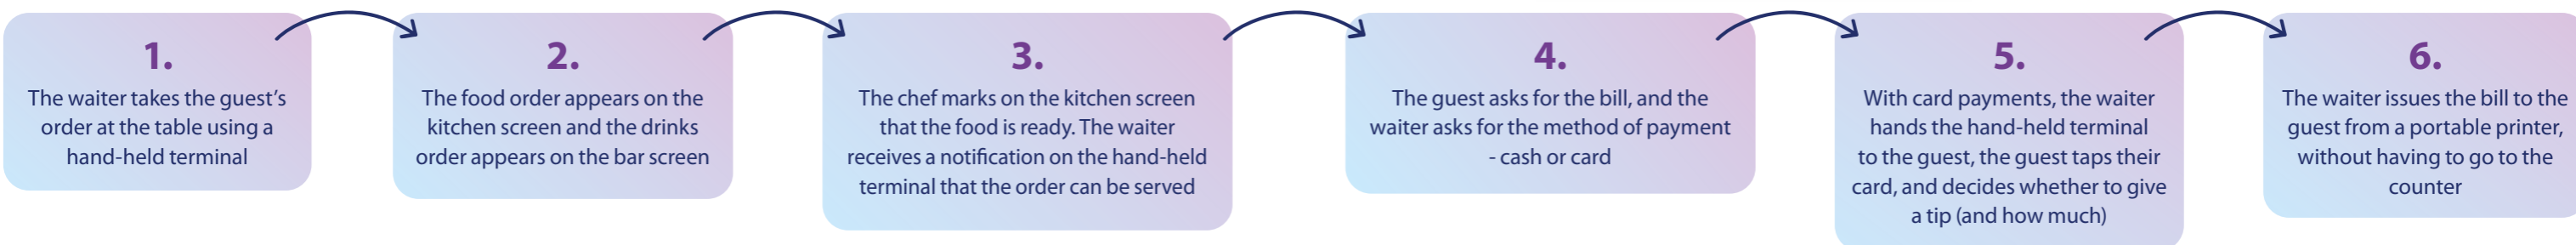 1.
The waiter takes the guest's
order at the table using a
hand-held terminal
2.
The food order appears on the
kitchen screen and the drinks
order appears on the bar screen
3.
The chef marks on the kitchen screen
that the food is ready. The waiter
receives a notification on the hand-held
terminal that the order can be served
4.
The guest asks for the bill, and the
waiter asks for the method of payment
- cash or card
5.
With card payments, the waiter
hands the hand-held terminal
to the guest, the guest taps their
card, and decides whether to give
a tip (and how much)
6.
The waiter issues the bill to the
guest from a portable printer,
without having to go to the
counter